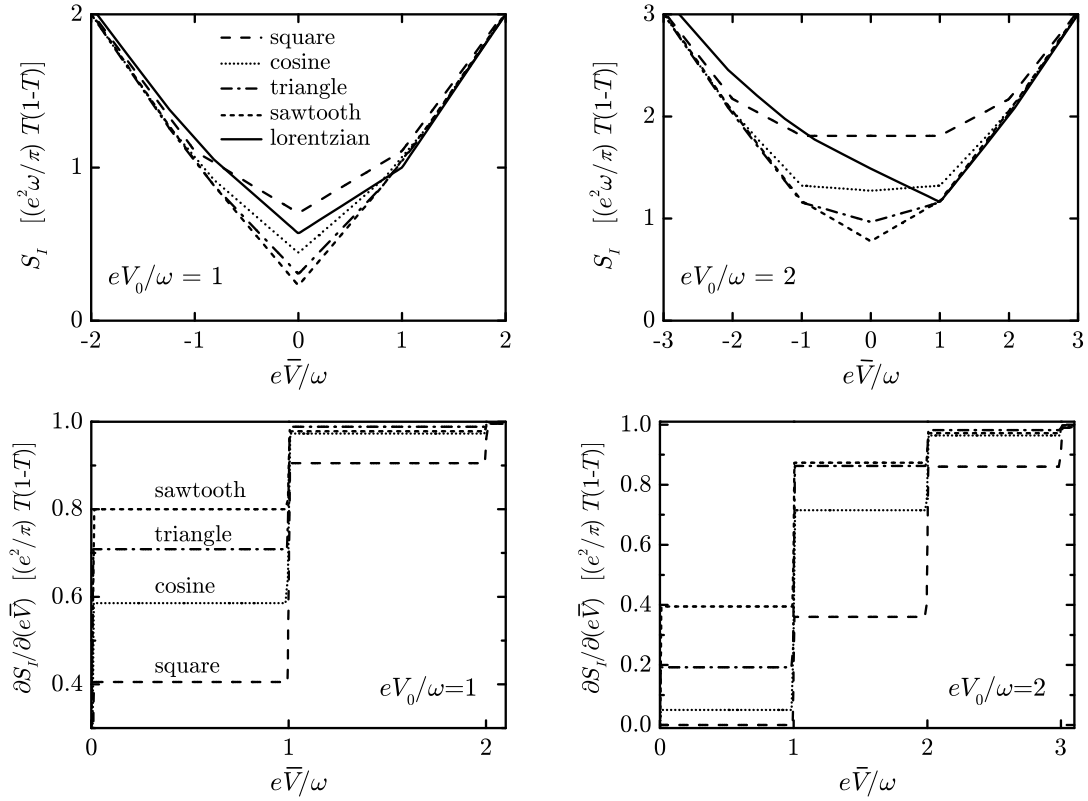 2
1
0
-2 -1 0 1 2
S_I [(e²ω/π) T(1-T)]
eV̅/ω
square
cosine
triangle
sawtooth
lorentzian
eV₀/ω = 1
3
2
1
0
-3 -2 -1 0 1 2 3
S_I [(e²ω/π) T(1-T)]
eV̅/ω
eV₀/ω = 2
1.0
0.8
0.6
0.4
0 1 2
∂S_I/∂(eV̅) [(e²/π) T(1-T)]
eV̅/ω
sawtooth
triangle
cosine
square
eV₀/ω=1
1.0
0.8
0.6
0.4
0.2
0.0
0 1 2 3
∂S_I/∂(eV̅) [(e²/π) T(1-T)]
eV̅/ω
eV₀/ω=2